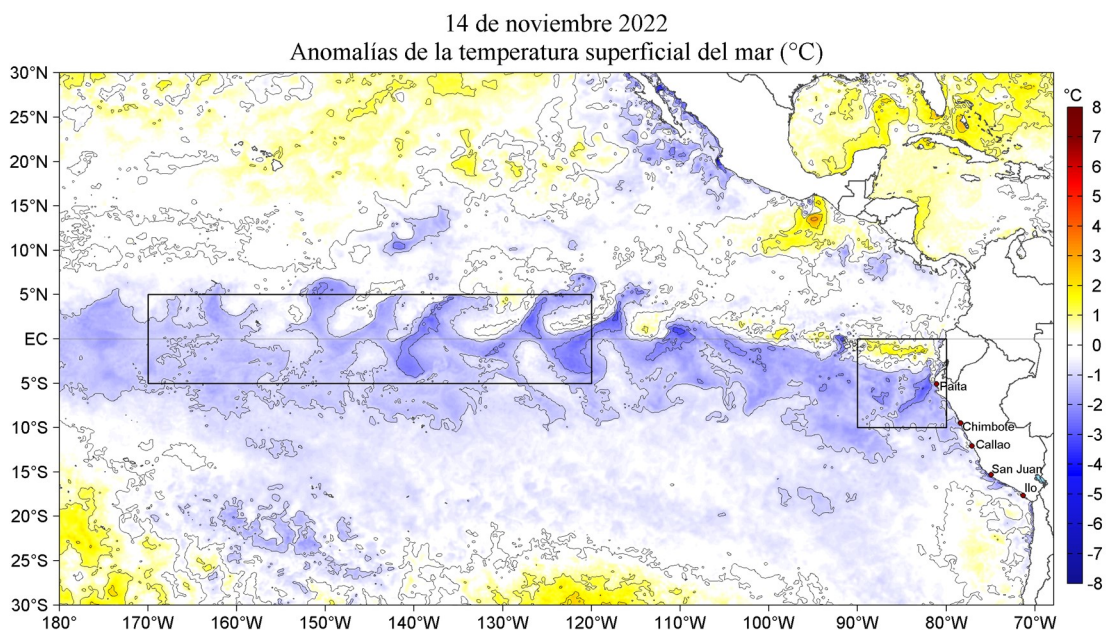 14 de noviembre 2022
Anomalías de la temperatura superficial del mar (°C)
30°N
25°N
20°N
15°N
10°N
5°N
EC
5°S
10°S
15°S
20°S
25°S
30°S
180
170°W
160°W
150°W
140°W
130°W
120°W
110°W
100°W
90°W
80°W
70°W
Paita
Chimbote
Callao
San Juan
Ilo
°C
8
7
6
5
4
3
2
1
0
-1
-2
-3
-4
-5
-6
-7
-8